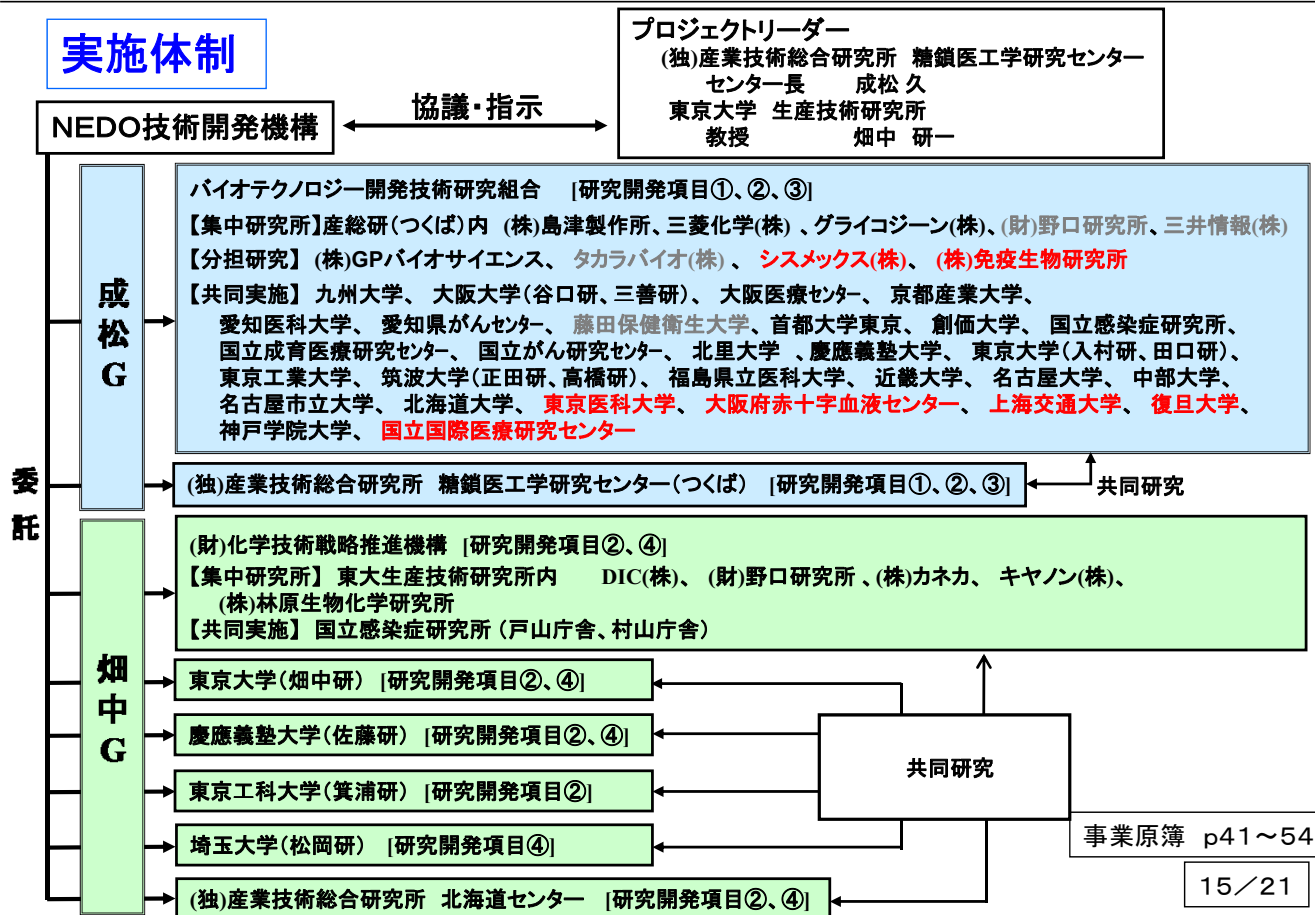 実施体制
プロジェクトリーダー
(独)産業技術総合研究所 糖鎖医工学研究センター
センター長 成松 久
東京大学 生産技術研究所
教授 畑中 研一
NEDO技術開発機構
協議・指示
委託
成松G
バイオテクノロジー開発技術研究組合 [研究開発項目①、②、③]
【集中研究所】産総研(つくば)内 (株)島津製作所、三菱化学(株)、グライコジーン(株)、(財)野口研究所、三井情報(株)
【分担研究】 (株)GPバイオサイエンス、 タカラバイオ(株)、 シスメックス(株)、 (株)免疫生物研究所
【共同実施】 九州大学、 大阪大学(谷口研、三善研)、 大阪医療センター、 京都産業大学、
愛知医科大学、 愛知県がんセンター、 藤田保健衛生大学、首都大学東京、 創価大学、 国立感染症研究所、
国立成育医療研究センター、 国立がん研究センター、 北里大学 、慶應義塾大学、 東京大学(入村研、田口研)、
東京工業大学、 筑波大学(正田研、高橋研)、 福島県立医科大学、 近畿大学、 名古屋大学、 中部大学、
名古屋市立大学、 北海道大学、 東京医科大学、 大阪府赤十字血液センター、 上海交通大学、 復旦大学、
神戸学院大学、 国立国際医療研究センター
(独)産業技術総合研究所 糖鎖医工学研究センター(つくば) [研究開発項目①、②、③]
共同研究
畑中G
(財)化学技術戦略推進機構 [研究開発項目②、④]
【集中研究所】 東大生産技術研究所内 DIC(株)、 (財)野口研究所 、(株)カネカ、 キヤノン(株)、
(株)林原生物化学研究所
【共同実施】 国立感染症研究所 (戸山庁舎、村山庁舎)
東京大学(畑中研) [研究開発項目②、④]
慶應義塾大学(佐藤研) [研究開発項目②、④]
東京工科大学(箕浦研) [研究開発項目②]
埼玉大学(松岡研) [研究開発項目④]
(独)産業技術総合研究所 北海道センター [研究開発項目②、④]
共同研究
事業原簿 p41～54
15／21